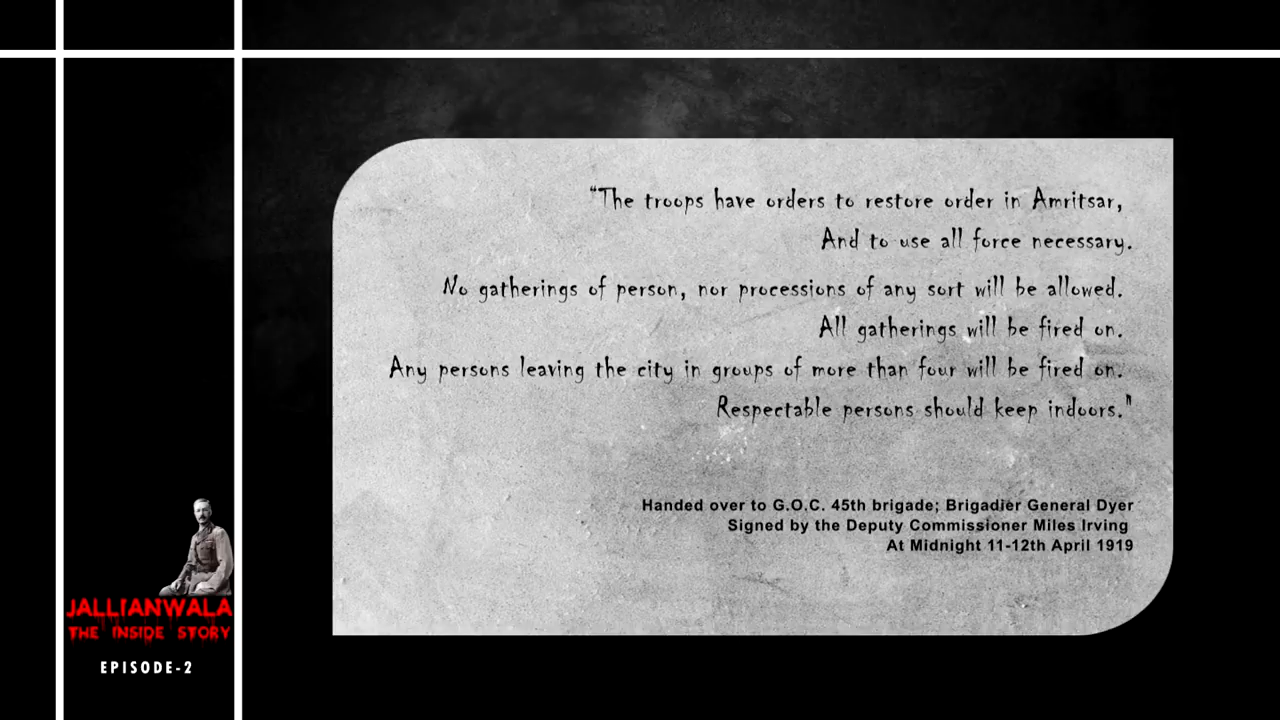 “The troops have orders to restore order in Amritsar,
And to use all force necessary.
No gatherings of person, nor processions of any sort will be allowed.
All gatherings will be fired on.
Any persons leaving the city in groups of more than four will be fired on.
Respectable persons should keep indoors."
Handed over to G.O.C. 45th brigade; Brigadier General Dyer
Signed by the Deputy Commissioner Miles Irving
At Midnight 11-12th April 1919
JALLIANWALA
THE INSIDE STORY
EPISODE-2